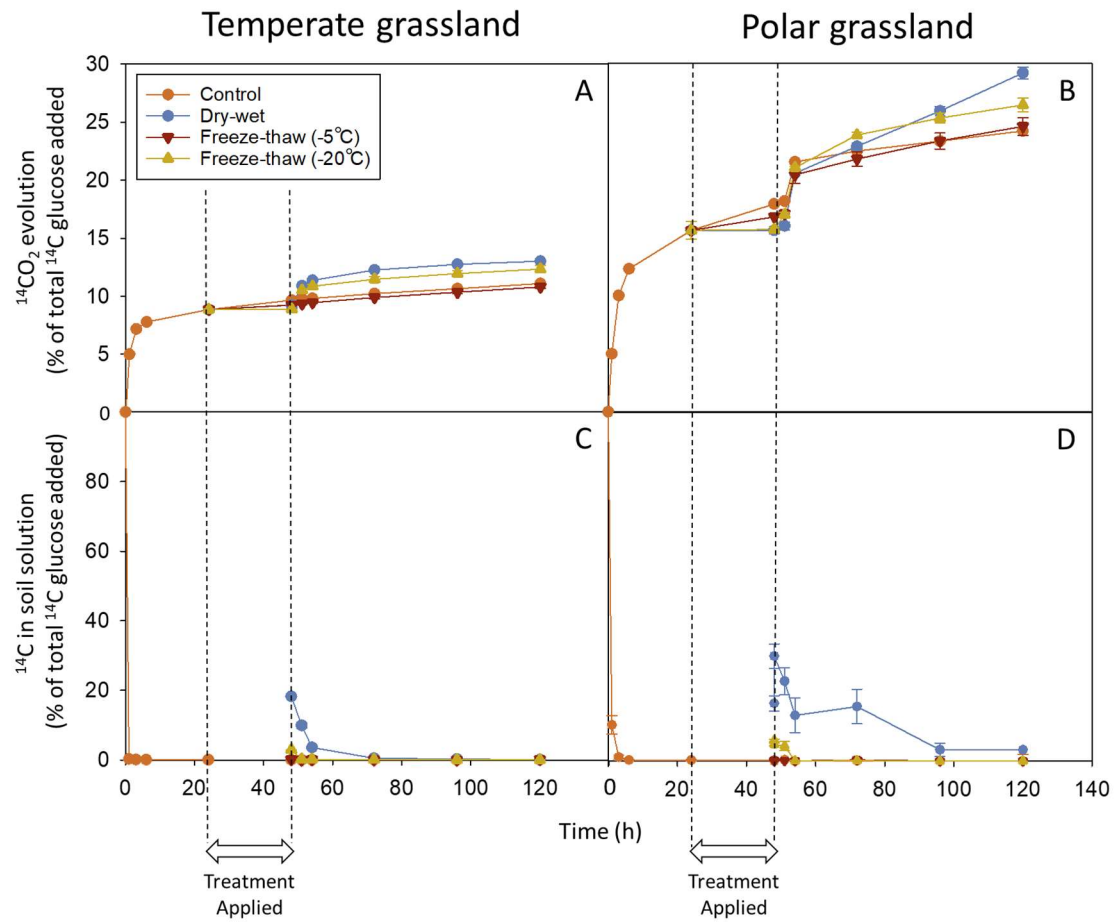 Temperate grassland
Polar grassland
30
25
20
15
10
5
0
¹⁴CO₂ evolution
(% of total ¹⁴C glucose added)
Control
Dry-wet
Freeze-thaw (-5°C)
Freeze-thaw (-20°C)
A
B
80
60
40
20
0
¹⁴C in soil solution
(% of total ¹⁴C glucose added)
C
D
0 20 40 60 80 100 120 0 20 40 60 80 100 120 140
Time (h)
Treatment
Applied
Treatment
Applied